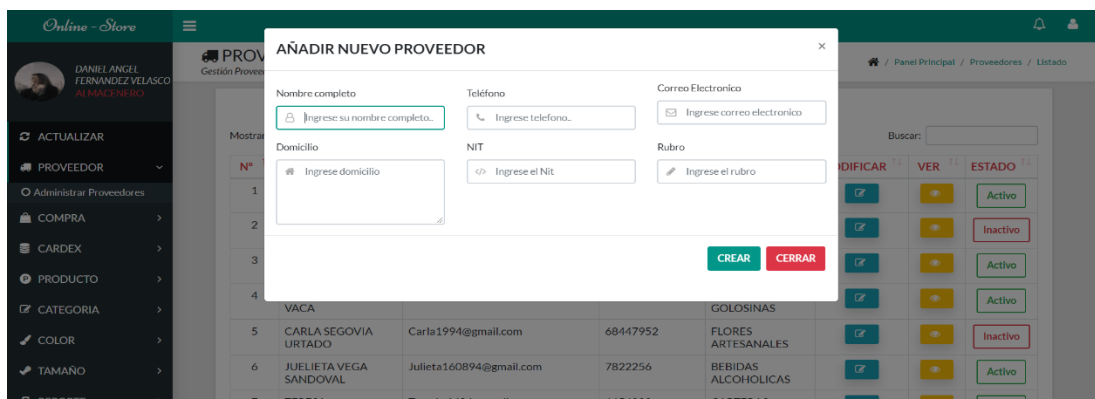 Online - Store
DANIEL ANGEL
FERNANDEZ VELASCO
ALMACENERO
ACTUALIZAR
PROVEEDOR
Administrar Proveedores
COMPRA
CARDEX
PRODUCTO
CATEGORIA
COLOR
TAMAÑO
PROV
Gestión Proveed
Panel Principal / Proveedores / Listado
AÑADIR NUEVO PROVEEDOR ×
Nombre completo Teléfono Correo Electronico
Ingrese su nombre completo.. Ingrese telefono.. Ingrese correo electronico
Domicilio NIT Rubro
Ingrese domicilio Ingrese el Nit Ingrese el rubro
CREAR CERRAR
Mostrar Buscar:
N° DIFICAR VER ESTADO
1 Activo
2 Inactivo
3 Activo
4 VACA GOLOSINAS Activo
5 CARLA SEGOVIA Carla1994@gmail.com 68447952 FLORES Inactivo
URTADO ARTESANALES
6 JUELIETA VEGA Julieta160894@gmail.com 7822256 BEBIDAS Activo
SANDOVAL ALCOHOLICAS